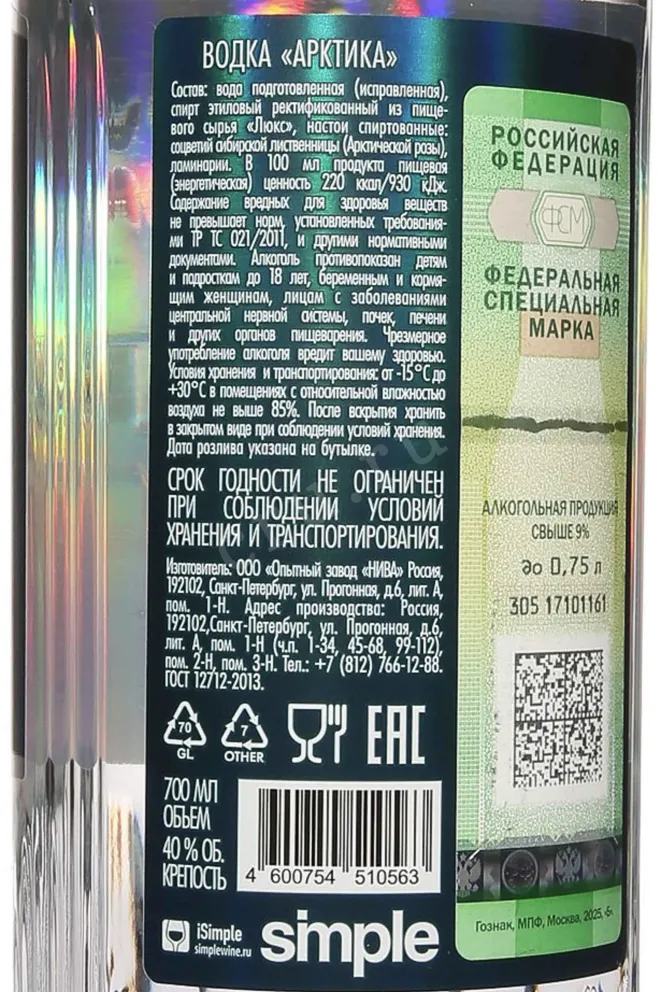 ВОДКА «АРКТИКА»
Состав: вода подготовленная (исправленная),
спирт этиловый ректификованный из пище-
вого сырья «Люкс», настои спиртованные:
соцветий сибирской лиственницы (Арктической розы),
ламинарии. В 100 мл продукта пищевая
(энергетическая) ценность 220 ккал/930 кДж.
Содержание вредных для здоровья веществ
не превышает норм, установленных требования-
ми ТР ТС 021/2011, и другими нормативными
документами. Алкоголь противопоказан детям
и подросткам до 18 лет, беременным и кормя-
щим женщинам, лицам с заболеваниями
центральной нервной системы, почек, печени
и других органов пищеварения. Чрезмерное
употребление алкоголя вредит вашему здоровью.
Условия хранения и транспортирования: от -15°С до
+30°С в помещениях с относительной влажностью
воздуха не выше 85%. После вскрытия хранить
в закрытом виде при соблюдении условий хранения.
Дата розлива указана на бутылке.
СРОК ГОДНОСТИ НЕ ОГРАНИЧЕН
ПРИ СОБЛЮДЕНИИ УСЛОВИЙ
ХРАНЕНИЯ И ТРАНСПОРТИРОВАНИЯ.
Изготовитель: ООО «Опытный завод «НИВА» Россия,
192102, Санкт-Петербург, ул. Прогонная, д.6, лит. А,
пом. 1-Н. Адрес производства: Россия,
192102,Санкт-Петербург, ул. Прогонная, д.6,
лит. А, пом. 1-Н (ч.п. 1-34, 45-68, 99-112),
пом. 2-Н, пом. 3-Н. Тел.: +7 (812) 766-12-88.
ГОСТ 12712-2013.
70
GL
7
OTHER
ЕАС
700 МЛ
ОБЪЕМ
40 % ОБ.
КРЕПОСТЬ
4 600754 510563
iSimple
simplewine.ru
simple
РОССИЙСКАЯ
ФЕДЕРАЦИЯ
ФСМ
ФЕДЕРАЛЬНАЯ
СПЕЦИАЛЬНАЯ
МАРКА
АЛКОГОЛЬНАЯ ПРОДУКЦИЯ
СВЫШЕ 9%
до 0,75 л
305 17101161
Гознак, МПФ, Москва, 2025, «Б».